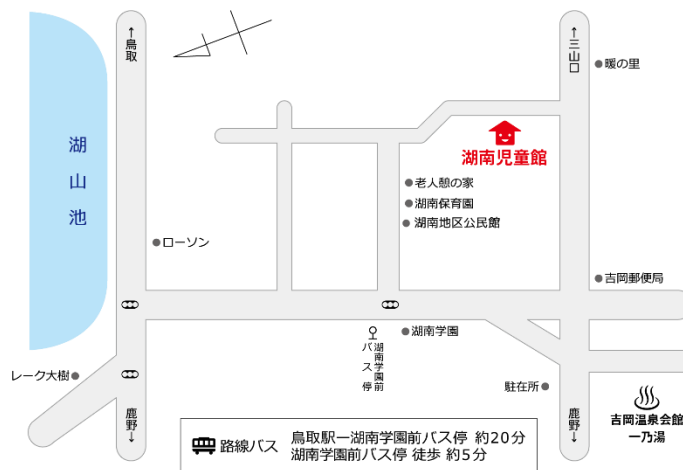 ↑鳥取
↑三山口
暖の里
湖山池
湖南児童館
老人憩の家
湖南保育園
湖南地区公民館
ローソン
吉岡郵便局
湖南学園
湖南学園前
バス停
レーク大樹
駐在所
鹿野↓
鹿野↓
吉岡温泉会館
一乃湯
路線バス 鳥取駅ー湖南学園前バス停 約20分
湖南学園前バス停 徒歩 約5分